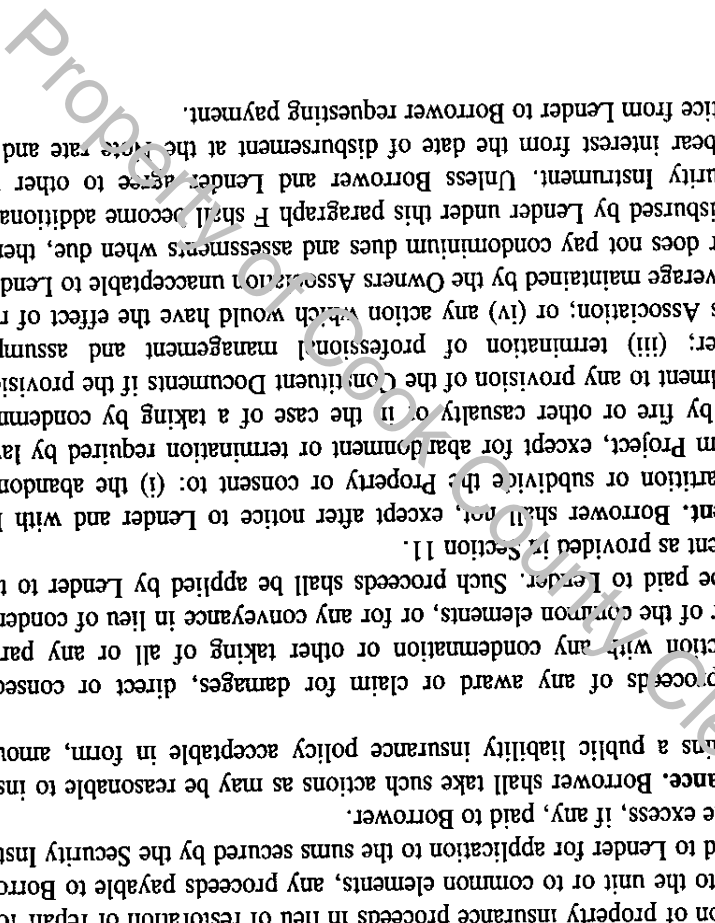 on of property insurance proceeds in lieu of restoration or repair fo
to the unit or to common elements, any proceeds payable to Borro
d to Lender for application to the sums secured by the Security Inst
e excess, if any, paid to Borrower.
ance. Borrower shall take such actions as may be reasonable to ins
ins a public liability insurance policy acceptable in form, amou
proceeds of any award or claim for damages, direct or conseq
ction with any condemnation or other taking of all or any par
r of the common elements, or for any conveyance in lieu of conden
be paid to Lender. Such proceeds shall be applied by Lender to t
ent as provided in Section 11.
ent. Borrower shall not, except after notice to Lender and with
artition or subdivide the Property or consent to: (i) the abandon
m Project, except for abandonment or termination required by la
by fire or other casualty or in the case of a taking by condemn
lment to any provision of the Constituent Documents if the provisi
er; (iii) termination of professional management and assump
s Association; or (iv) any action which would have the effect of r
verage maintained by the Owners Association unacceptable to Lend
r does not pay condominium dues and assessments when due, then
isbursed by Lender under this paragraph F shall become additiona
urity Instrument. Unless Borrower and Lender agree to other
bear interest from the date of disbursement at the Note rate and
tice from Lender to Borrower requesting payment.
Property of Cook County Cle